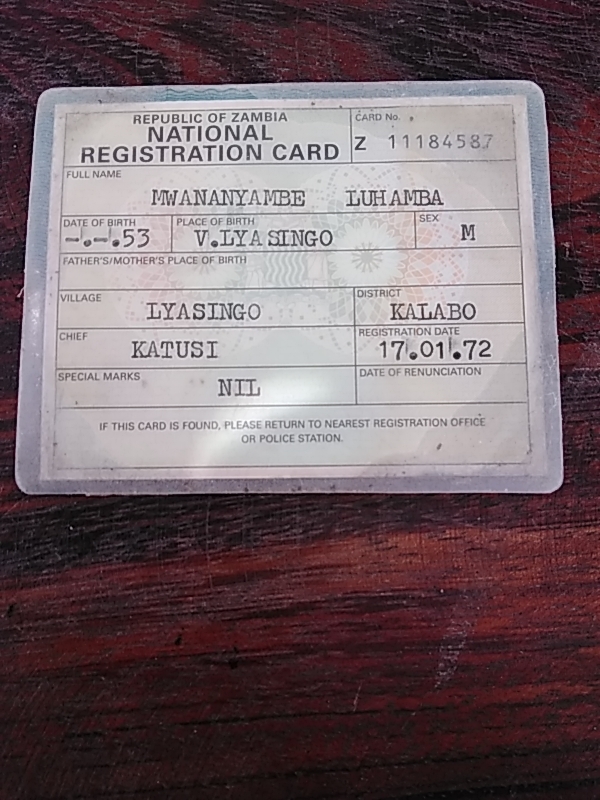 REPUBLIC OF ZAMBIA
NATIONAL
REGISTRATION CARD
CARD No.
Z 11184587
FULL NAME
MWANANYAMBE LUHAMBA
DATE OF BIRTH PLACE OF BIRTH SEX
-.-.53 V.LYASINGO M
FATHER'S/MOTHER'S PLACE OF BIRTH
VILLAGE DISTRICT
LYASINGO KALABO
CHIEF REGISTRATION DATE
KATUSI 17.01.72
SPECIAL MARKS DATE OF RENUNCIATION
NIL
IF THIS CARD IS FOUND, PLEASE RETURN TO NEAREST REGISTRATION OFFICE
OR POLICE STATION.